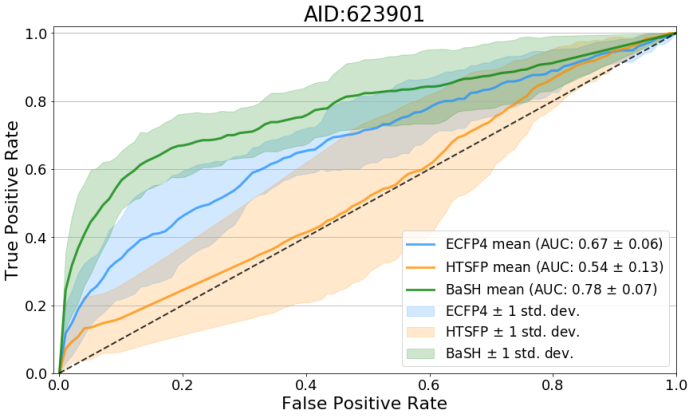 AID:623901
1.0
0.8
0.6
0.4
0.2
0.0
True Positive Rate
0.0 0.2 0.4 0.6 0.8 1.0
False Positive Rate
ECFP4 mean (AUC: 0.67 ± 0.06)
HTSFP mean (AUC: 0.54 ± 0.13)
BaSH mean (AUC: 0.78 ± 0.07)
ECFP4 ± 1 std. dev.
HTSFP ± 1 std. dev.
BaSH ± 1 std. dev.